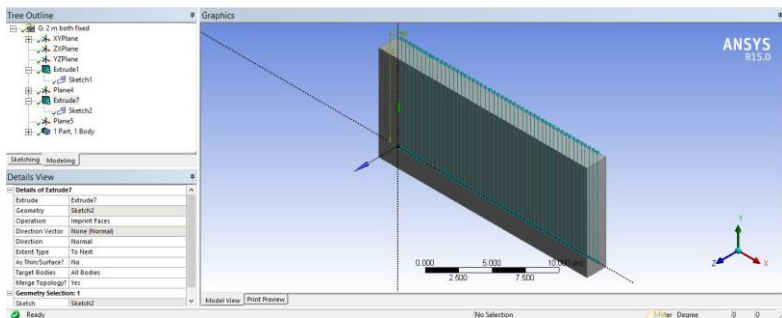 Tree Outline
G: 2 m both fixed
XYPlane
ZXPlane
YZPlane
Extrude1
Sketch1
Plane4
Extrude7
Sketch2
Plane5
1 Part, 1 Body
Sketching Modeling
Details View
Details of Extrude7
Extrude Extrude7
Geometry Sketch2
Operation Imprint Faces
Direction Vector None (Normal)
Direction Normal
Extent Type To Next
As Thin/Surface? No
Target Bodies All Bodies
Merge Topology? Yes
Geometry Selection: 1
Sketch Sketch2
Graphics
ANSYS
R15.0
0.000 5.000 10.000 (m)
2.500 7.500
Y
Z X
Model View Print Preview
Ready No Selection Meter Degree 0 0